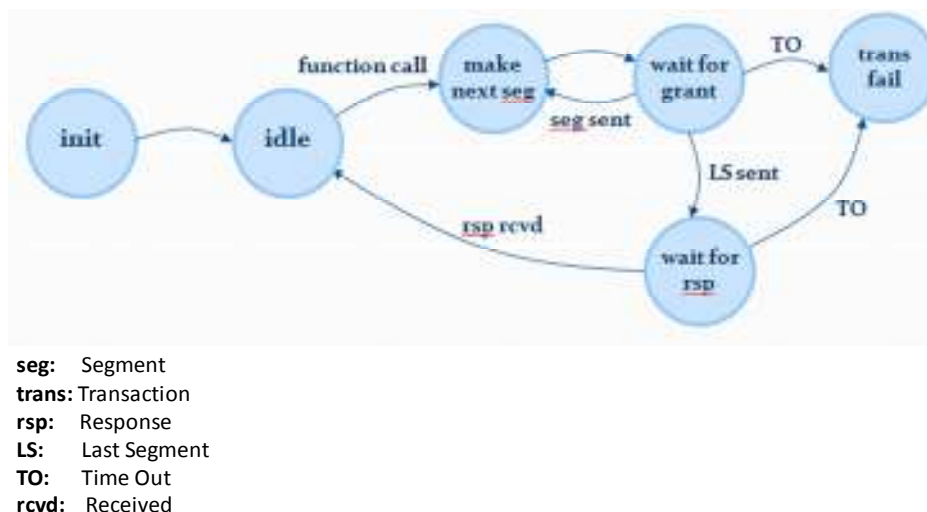 function call
make
next seg
wait for
grant
TO
trans
fail
init
idle
seg sent
LS sent
TO
rsp rcvd
wait for
rsp
seg: Segment
trans: Transaction
rsp: Response
LS: Last Segment
TO: Time Out
rcvd: Received